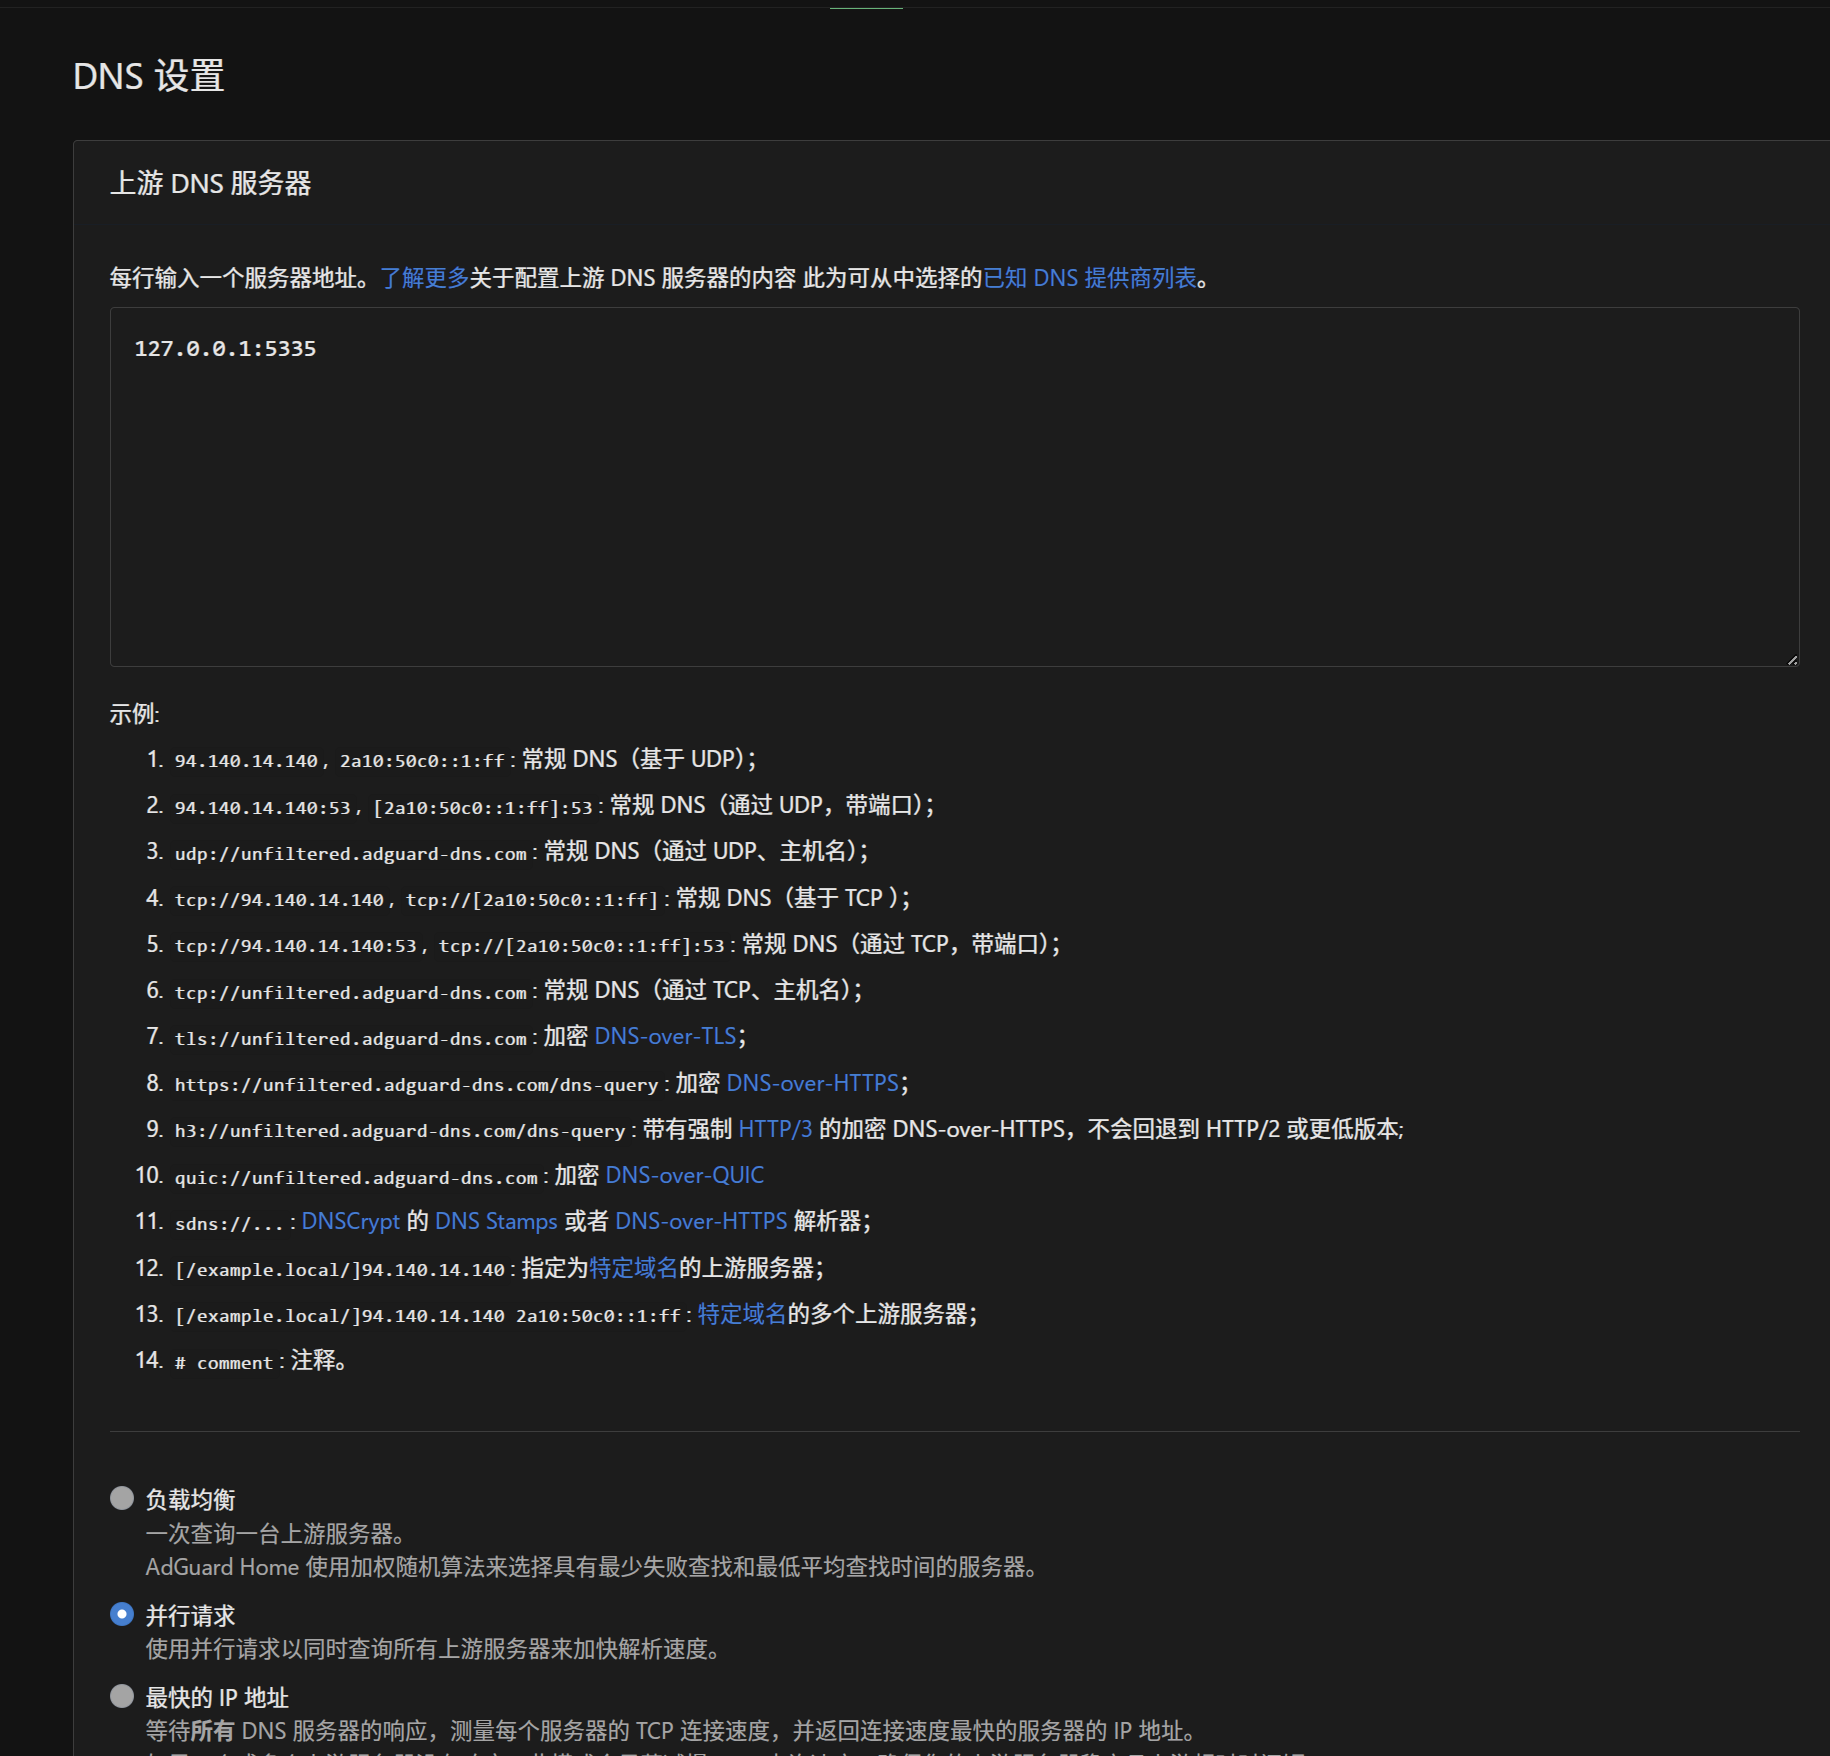 DNS 设置
上游 DNS 服务器
每行输入一个服务器地址。了解更多关于配置上游 DNS 服务器的内容 此为可从中选择的已知 DNS 提供商列表。
127.0.0.1:5335
示例:
1. 94.140.14.140, 2a10:50c0::1:ff : 常规 DNS（基于 UDP）;
2. 94.140.14.140:53, [2a10:50c0::1:ff]:53 : 常规 DNS（通过 UDP，带端口）;
3. udp://unfiltered.adguard-dns.com : 常规 DNS（通过 UDP、主机名）;
4. tcp://94.140.14.140, tcp://[2a10:50c0::1:ff] : 常规 DNS（基于 TCP ）;
5. tcp://94.140.14.140:53, tcp://[2a10:50c0::1:ff]:53 : 常规 DNS（通过 TCP，带端口）;
6. tcp://unfiltered.adguard-dns.com : 常规 DNS（通过 TCP、主机名）;
7. tls://unfiltered.adguard-dns.com : 加密 DNS-over-TLS;
8. https://unfiltered.adguard-dns.com/dns-query : 加密 DNS-over-HTTPS;
9. h3://unfiltered.adguard-dns.com/dns-query : 带有强制 HTTP/3 的加密 DNS-over-HTTPS，不会回退到 HTTP/2 或更低版本;
10. quic://unfiltered.adguard-dns.com : 加密 DNS-over-QUIC
11. sdns://... : DNSCrypt 的 DNS Stamps 或者 DNS-over-HTTPS 解析器;
12. [/example.local/]94.140.14.140 : 指定为特定域名的上游服务器;
13. [/example.local/]94.140.14.140 2a10:50c0::1:ff : 特定域名的多个上游服务器;
14. # comment : 注释。
负载均衡
一次查询一台上游服务器。
AdGuard Home 使用加权随机算法来选择具有最少失败查找和最低平均查找时间的服务器。
并行请求
使用并行请求以同时查询所有上游服务器来加快解析速度。
最快的 IP 地址
等待所有 DNS 服务器的响应，测量每个服务器的 TCP 连接速度，并返回连接速度最快的服务器的 IP 地址。